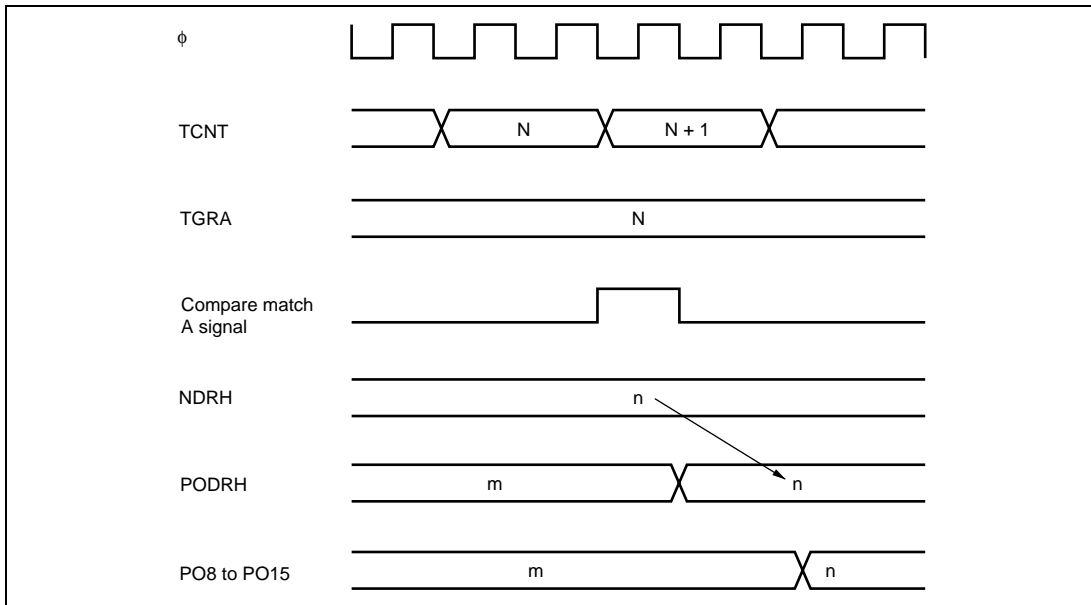 ϕ
TCNT N N + 1
TGRA N
Compare match
A signal
NDRH n
PODRH m n
PO8 to PO15 m n